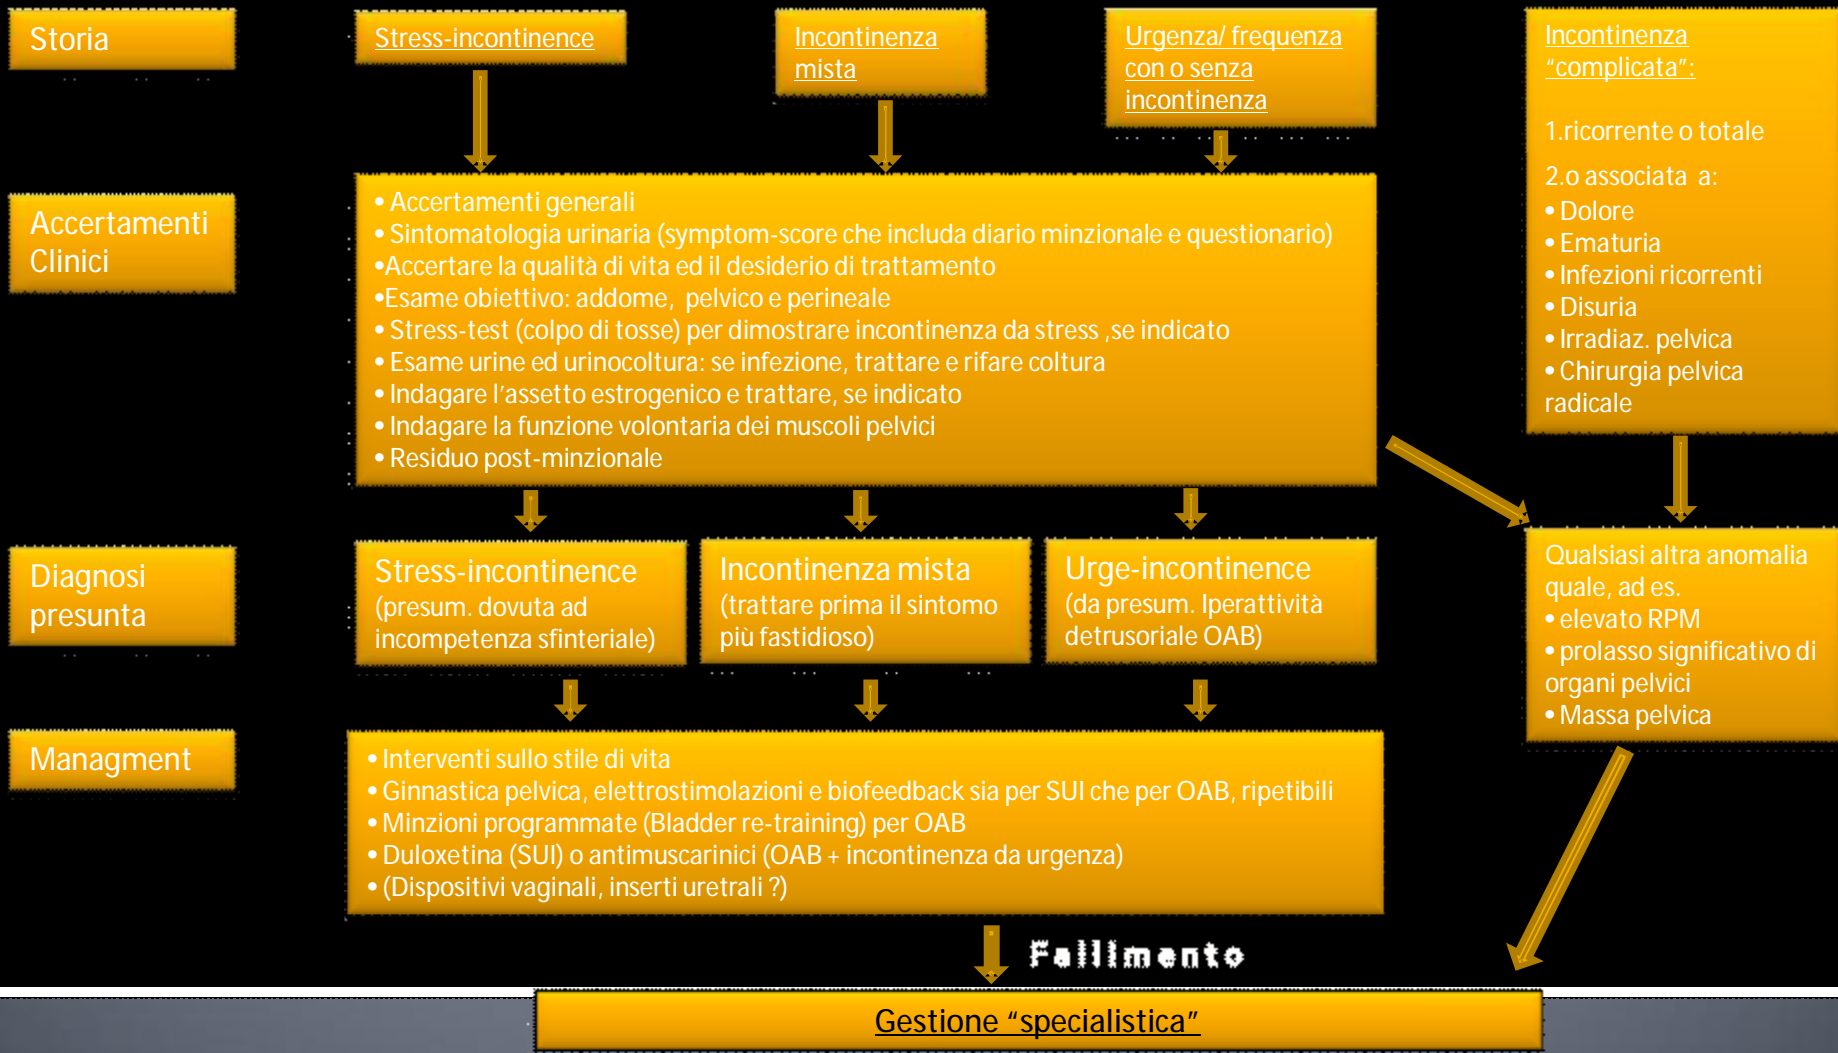 Storia
Stress-incontinence
Incontinenza
mista
Urgenza/ frequenza
con o senza
incontinenza
Incontinenza
“complicata”:
1.ricorrente o totale
2.o associata a:
• Dolore
• Ematuria
• Infezioni ricorrenti
• Disuria
• Irradiaz. pelvica
• Chirurgia pelvica
radicale
Accertamenti
Clinici
• Accertamenti generali
• Sintomatologia urinaria (symptom-score che includa diario minzionale e questionario)
•Accertare la qualità di vita ed il desiderio di trattamento
•Esame obiettivo: addome, pelvico e perineale
• Stress-test (colpo di tosse) per dimostrare incontinenza da stress ,se indicato
• Esame urine ed urinocoltura: se infezione, trattare e rifare coltura
• Indagare l’assetto estrogenico e trattare, se indicato
• Indagare la funzione volontaria dei muscoli pelvici
• Residuo post-minzionale
Diagnosi
presunta
Stress-incontinence
(presum. dovuta ad
incompetenza sfinteriale)
Incontinenza mista
(trattare prima il sintomo
più fastidioso)
Urge-incontinence
(da presum. Iperattività
detrusoriale OAB)
Qualsiasi altra anomalia
quale, ad es.
• elevato RPM
• prolasso significativo di
organi pelvici
• Massa pelvica
Managment
• Interventi sullo stile di vita
• Ginnastica pelvica, elettrostimolazioni e biofeedback sia per SUI che per OAB, ripetibili
• Minzioni programmate (Bladder re-training) per OAB
• Duloxetina (SUI) o antimuscarinici (OAB + incontinenza da urgenza)
• (Dispositivi vaginali, inserti uretrali ?)
Fallimento
Gestione “specialistica”